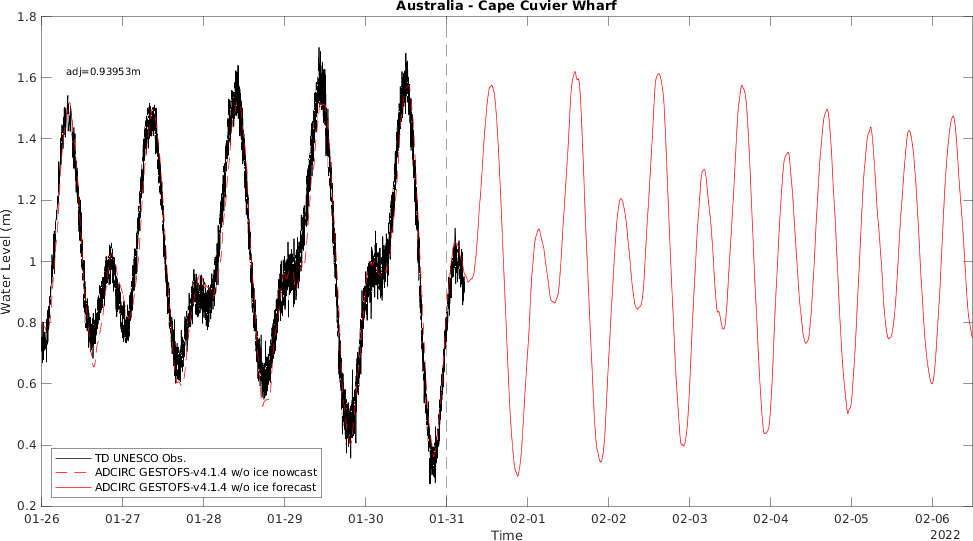 Australia - Cape Cuvier Wharf
1.8
1.6
1.4
1.2
1
0.8
0.6
0.4
0.2
Water Level (m)
adj=0.93953m
TD UNESCO Obs.
ADCIRC GESTOFS-v4.1.4 w/o ice nowcast
ADCIRC GESTOFS-v4.1.4 w/o ice forecast
01-26 01-27 01-28 01-29 01-30 01-31 02-01 02-02 02-03 02-04 02-05 02-06
Time
2022